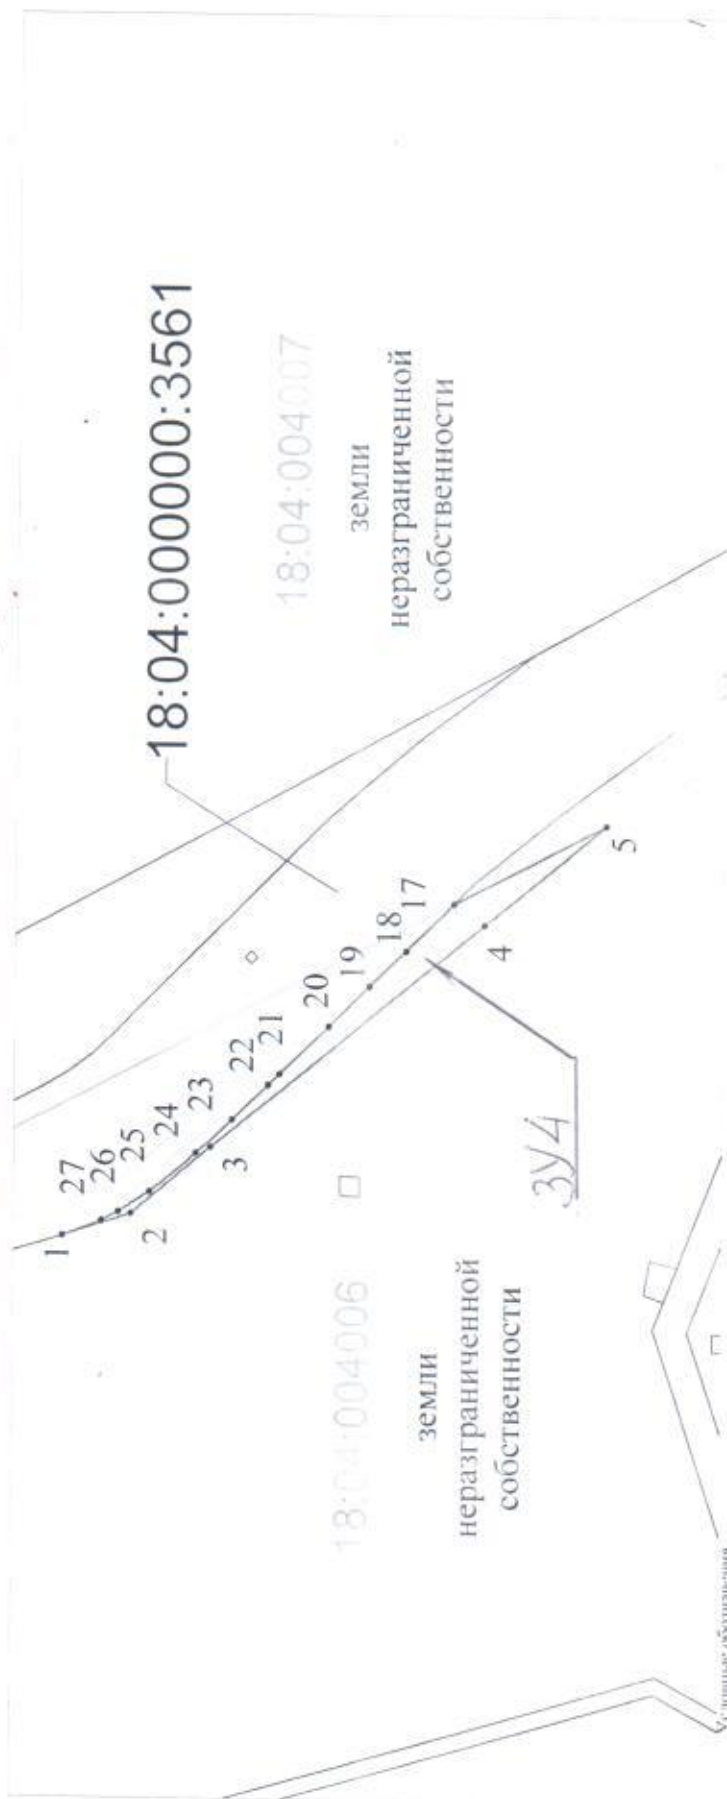 18:04:000000:3561
18:04:004007
земли
неразграниченной
собственности
1
27
26
25
2
24
23
3
22
21
20
19
18
17
4
5
ЗУ4
18:04:004006
земли
неразграниченной
собственности